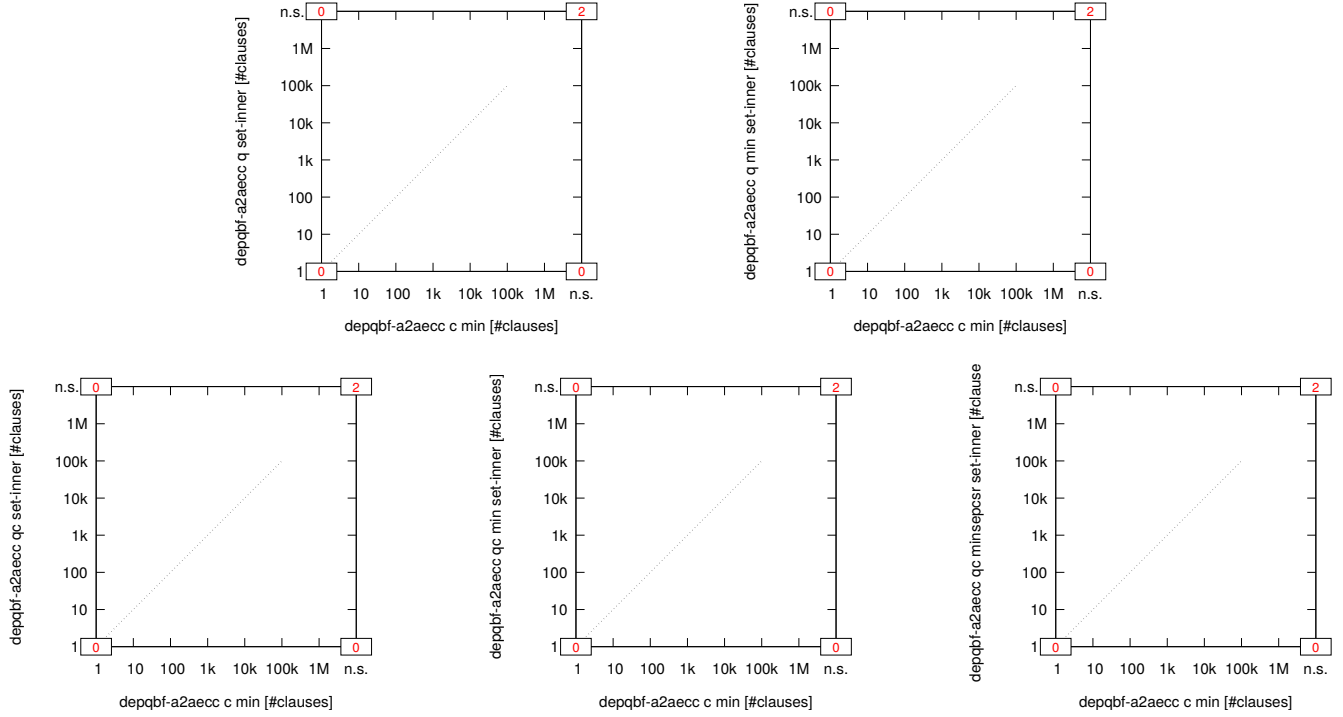 n.s. 0 2
1M
100k
10k
1k
100
10
1 0 0
1 10 100 1k 10k 100k 1M n.s.
depqbf-a2aecc q set-inner [#clauses]
depqbf-a2aecc c min [#clauses]
n.s. 0 2
1M
100k
10k
1k
100
10
1 0 0
1 10 100 1k 10k 100k 1M n.s.
depqbf-a2aecc q min set-inner [#clauses]
depqbf-a2aecc c min [#clauses]
n.s. 0 2
1M
100k
10k
1k
100
10
1 0 0
1 10 100 1k 10k 100k 1M n.s.
depqbf-a2aecc qc set-inner [#clauses]
depqbf-a2aecc c min [#clauses]
n.s. 0 2
1M
100k
10k
1k
100
10
1 0 0
1 10 100 1k 10k 100k 1M n.s.
depqbf-a2aecc qc min set-inner [#clauses]
depqbf-a2aecc c min [#clauses]
n.s. 0 2
1M
100k
10k
1k
100
10
1 0 0
1 10 100 1k 10k 100k 1M n.s.
depqbf-a2aecc qc minsepcsr set-inner [#clause
depqbf-a2aecc c min [#clauses]